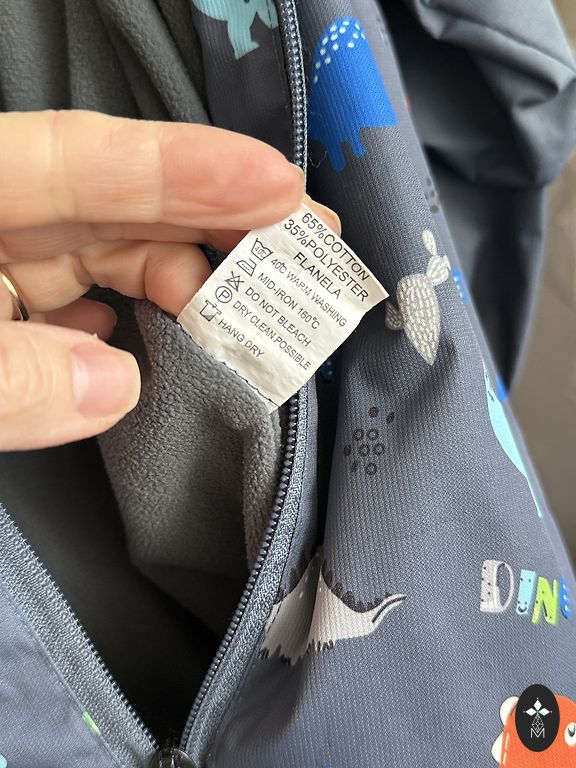 65%COTTON
35%POLYESTER
FLANELA
40℃ WARM WASHING
MID-IRON 160℃
DO NOT BLEACH
P DRY CLEAN POSSIBLE
HANG DRY
DINO
M